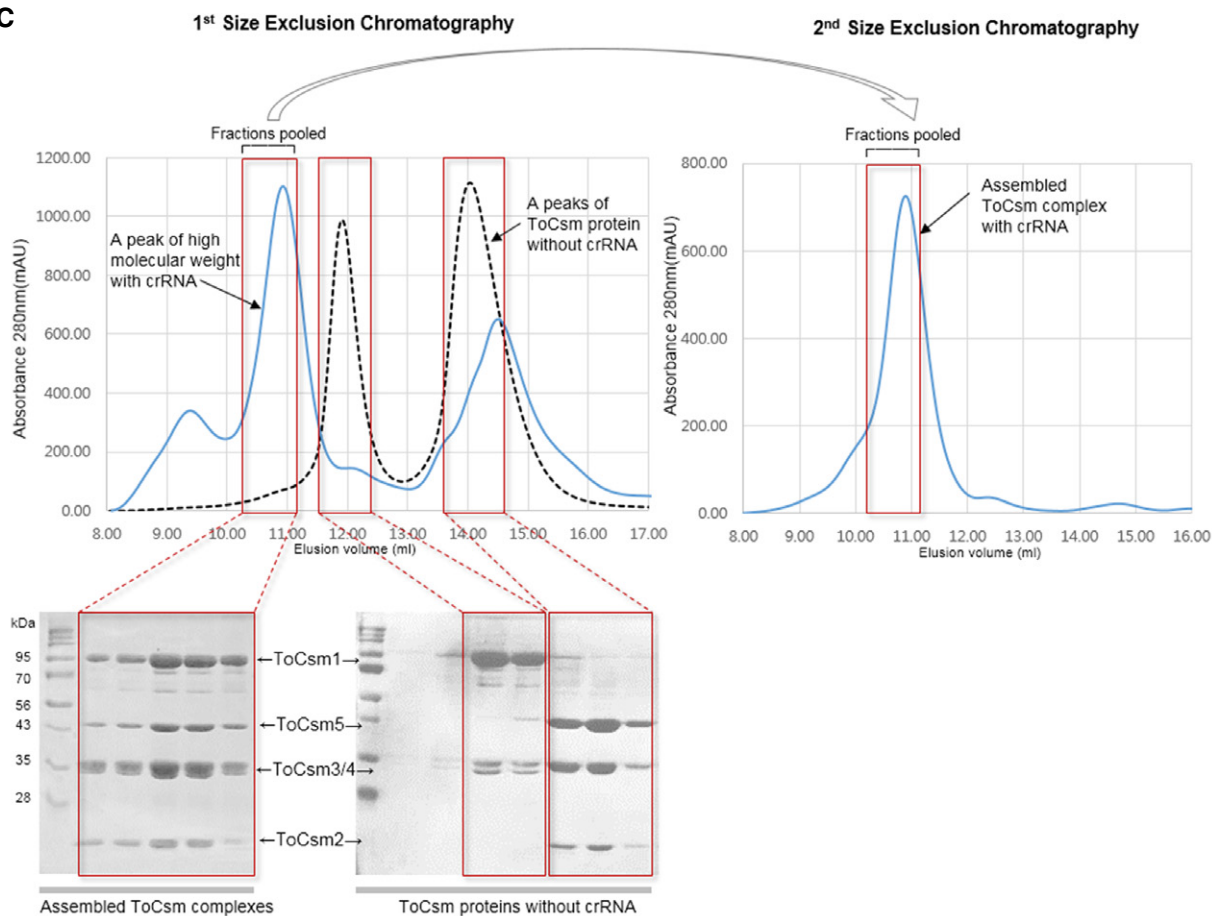 C
1st Size Exclusion Chromatography
2nd Size Exclusion Chromatography
Fractions pooled
Fractions pooled
1200.00
1000.00
800.00
600.00
400.00
200.00
0.00
Absorbance 280nm(mAU)
A peak of high
molecular weight
with crRNA
A peaks of
ToCsm protein
without crRNA
8.00 9.00 10.00 11.00 12.00 13.00 14.00 15.00 16.00 17.00
Elusion volume (ml)
800.00
600.00
400.00
200.00
0.00
Absorbance 280nm(mAU)
Assembled
ToCsm complex
with crRNA
8.00 9.00 10.00 11.00 12.00 13.00 14.00 15.00 16.00
Elusion volume (ml)
kDa
95
70
56
43
35
28
←ToCsm1→
←ToCsm5→
←ToCsm3/4→
←ToCsm2→
Assembled ToCsm complexes
ToCsm proteins without crRNA